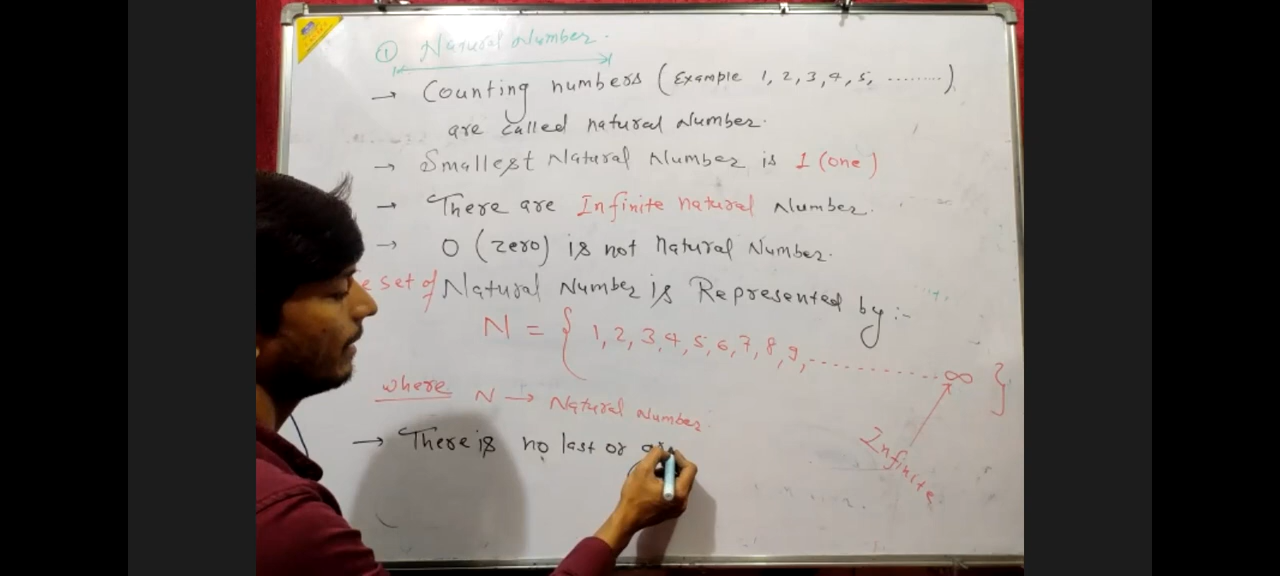 ① Natural Number.
→ Counting numbers (Example 1, 2, 3, 4, 5, ........)
are called natural Number.
→ Smallest Natural Number is 1 (one)
→ There are Infinite natural Number.
→ 0 (zero) is not Natural Number.
set of Natural Number is Represented by:-
N = { 1, 2, 3, 4, 5, 6, 7, 8, 9, .............. ∞ }
Infinite
where N → Natural Number
→ There is no last or